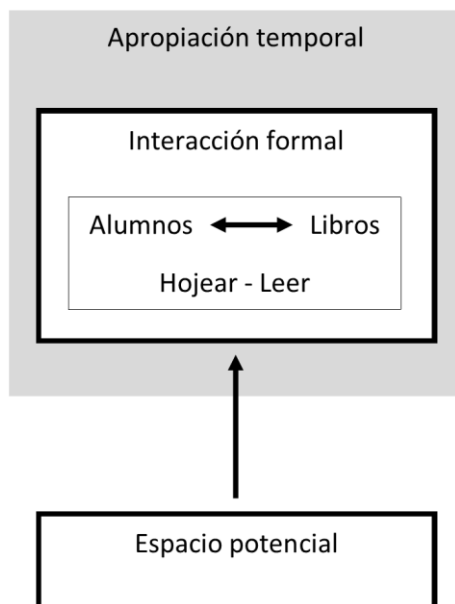 Apropiación temporal
Interacción formal
Alumnos Libros
Hojear - Leer
Espacio potencial